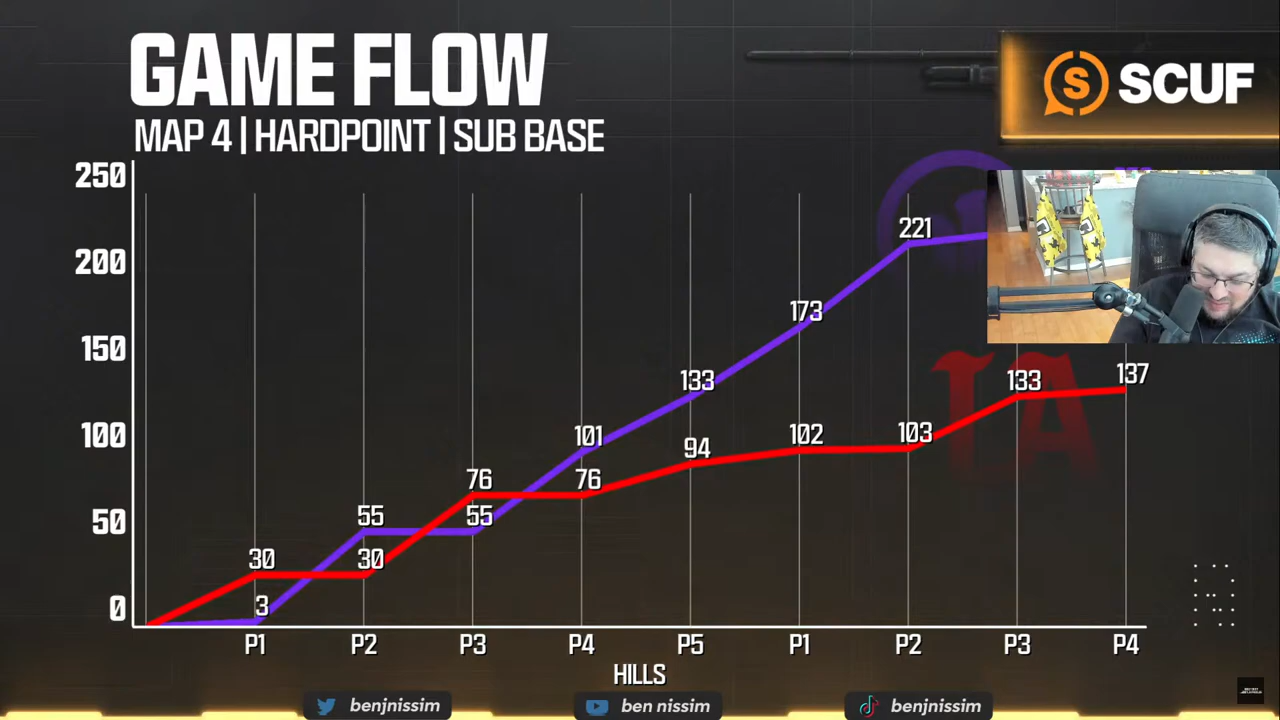 GAME FLOW
MAP 4 | HARDPOINT | SUB BASE
S SCUF
250
200
150
100
50
0
30
3
55
30
76
55
101
76
133
94
173
102
221
103
133
137
P1 P2 P3 P4 P5 P1 P2 P3 P4
HILLS
benjnissim
ben nissim
benjnissim